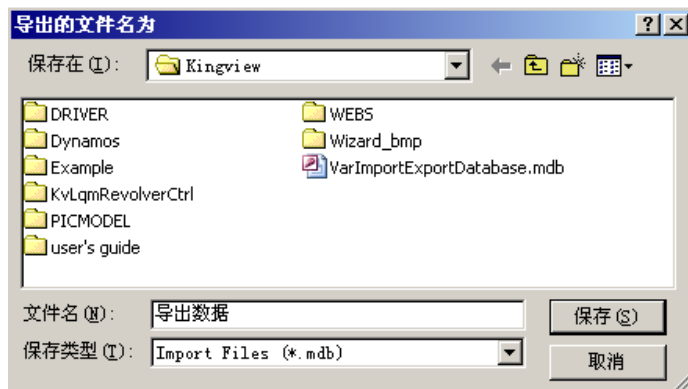 导出的文件名为
保存在(I): Kingview
DRIVER
Dynamos
Example
KvLqmRevolverCtrl
PICMODEL
user's guide
WEBS
Wizard_bmp
VarImportExportDatabase.mdb
文件名(N): 导出数据 保存(S)
保存类型(T): Import Files (*.mdb) 取消